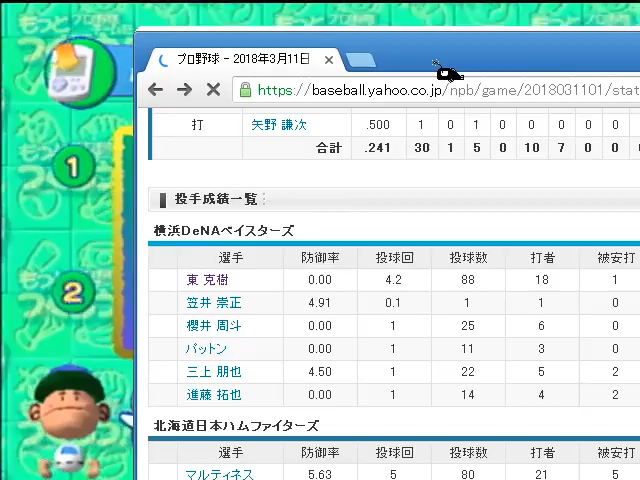 もっと
プロ野球
プロ野球 - 2018年3月11日
https://baseball.yahoo.co.jp/npb/game/2018031101/stat
打 矢野 謙次 .500 1 0 1 0 0 0 0 0
合計 .241 30 1 5 0 10 7 0 0
投手成績一覧
横浜DeNAベイスターズ
選手 防御率 投球回 投球数 打者 被安打
東 克樹 0.00 4.2 88 18 1
笠井 崇正 4.91 0.1 1 1 0
櫻井 周斗 0.00 1 25 6 0
パットン 0.00 1 11 3 0
三上 朋也 4.50 1 22 5 2
進藤 拓也 0.00 1 14 4 2
北海道日本ハムファイターズ
選手 防御率 投球回 投球数 打者 被安打
マルティネス 5.63 5 80 21 5
1
2